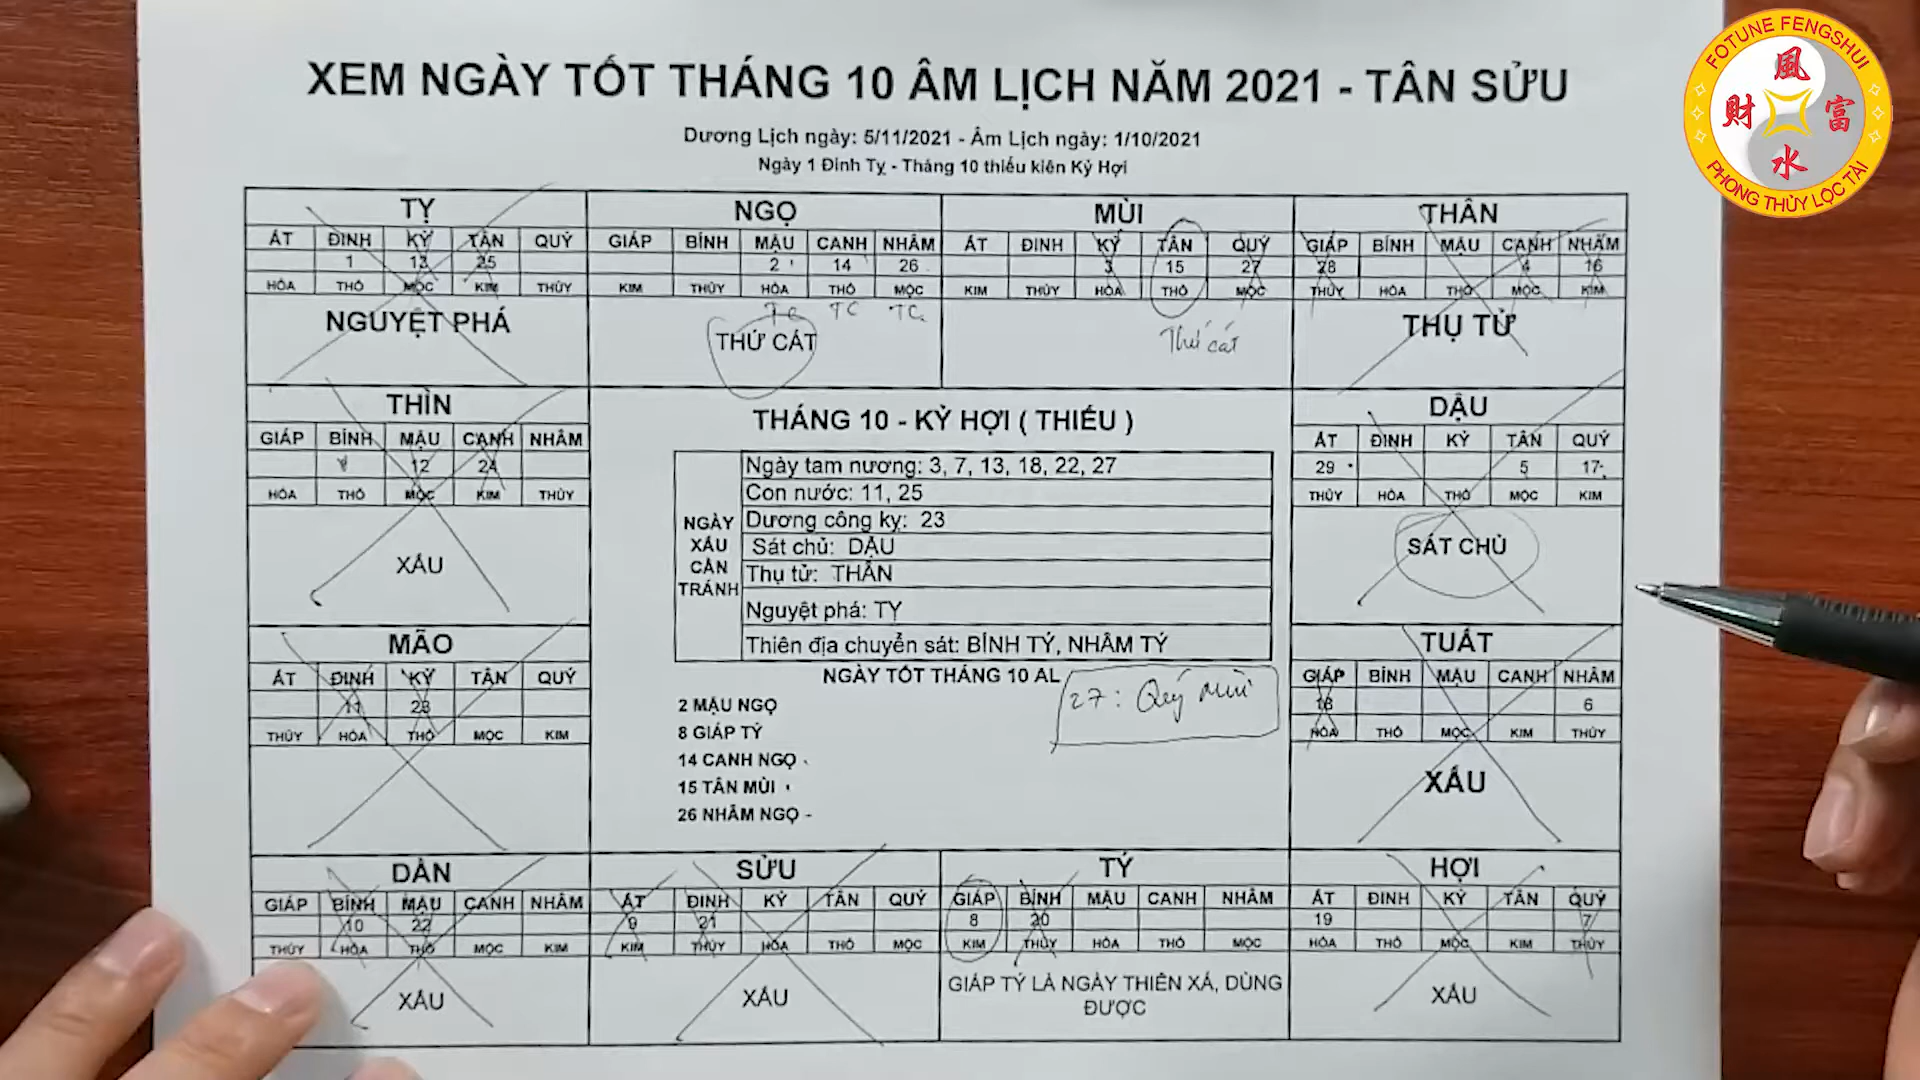 XEM NGÀY TỐT THÁNG 10 ÂM LỊCH NĂM 2021 - TÂN SỬU
Dương Lịch ngày: 5/11/2021 - Âm Lịch ngày: 1/10/2021
Ngày 1 Đinh Tỵ - Tháng 10 thiếu kiên Kỷ Hợi
FOTUNE FENGSHUI
風
財 富
水
PHONG THỦY LỘC TÀI
TỴ
ẤT ĐINH KỶ TÂN QUÝ
1 13 25
HỎA THỔ MỘC KIM THỦY
NGUYỆT PHÁ
NGỌ
GIÁP BÍNH MẬU CANH NHÂM
2 14 26
KIM THỦY HỎA THỔ MỘC
TC TC TC
THỨ CÁT
MÙI
ẤT ĐINH KỶ TÂN QUÝ
3 15 27
KIM THỦY HỎA THỔ MỘC
Thứ cát
THÂN
GIÁP BÍNH MẬU CANH NHÂM
28 4 16
THỦY HỎA THỔ MỘC KIM
THỤ TỬ
THÌN
GIÁP BÍNH MẬU CANH NHÂM
12 24
HỎA THỔ MỘC KIM THỦY
XẤU
THÁNG 10 - KỶ HỢI ( THIẾU )
NGÀY XẤU CẦN TRÁNH
Ngày tam nương: 3, 7, 13, 18, 22, 27
Con nước: 11, 25
Dương công kỵ: 23
Sát chủ: DẬU
Thụ tử: THÂN
Nguyệt phá: TỴ
Thiên địa chuyển sát: BÍNH TÝ, NHÂM TÝ
NGÀY TỐT THÁNG 10 AL
2 MẬU NGỌ
8 GIÁP TÝ
14 CANH NGỌ
15 TÂN MÙI
26 NHÂM NGỌ
27: Quý Mùi
DẬU
ẤT ĐINH KỶ TÂN QUÝ
29 5 17
THỦY HỎA THỔ MỘC KIM
SÁT CHỦ
MÃO
ẤT ĐINH KỶ TÂN QUÝ
11 23
THỦY HỎA THỔ MỘC KIM
TUẤT
GIÁP BÍNH MẬU CANH NHÂM
18 6
HỎA THỔ MỘC KIM THỦY
XẤU
DẦN
GIÁP BÍNH MẬU CANH NHÂM
10 22
THỦY HỎA THỔ MỘC KIM
XẤU
SỬU
ẤT ĐINH KỶ TÂN QUÝ
9 21
KIM THỦY HỎA THỔ MỘC
XẤU
TÝ
GIÁP BÍNH MẬU CANH NHÂM
8 20
KIM THỦY HỎA THỔ MỘC
GIÁP TÝ LÀ NGÀY THIÊN XÁ, DÙNG
ĐƯỢC
HỢI
ẤT ĐINH KỶ TÂN QUÝ
19 7
HỎA THỔ MỘC KIM THỦY
XẤU